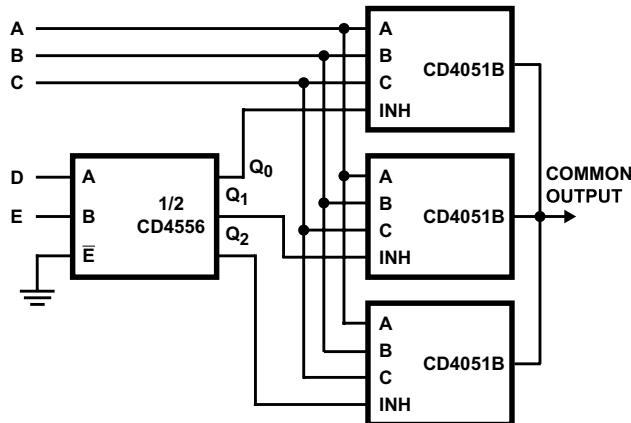 A
B
C
A
B
C
INH
CD4051B
D
E
A
B
E̅
1/2
CD4556
Q0
Q1
Q2
A
B
C
INH
CD4051B
COMMON
OUTPUT
A
B
C
INH
CD4051B